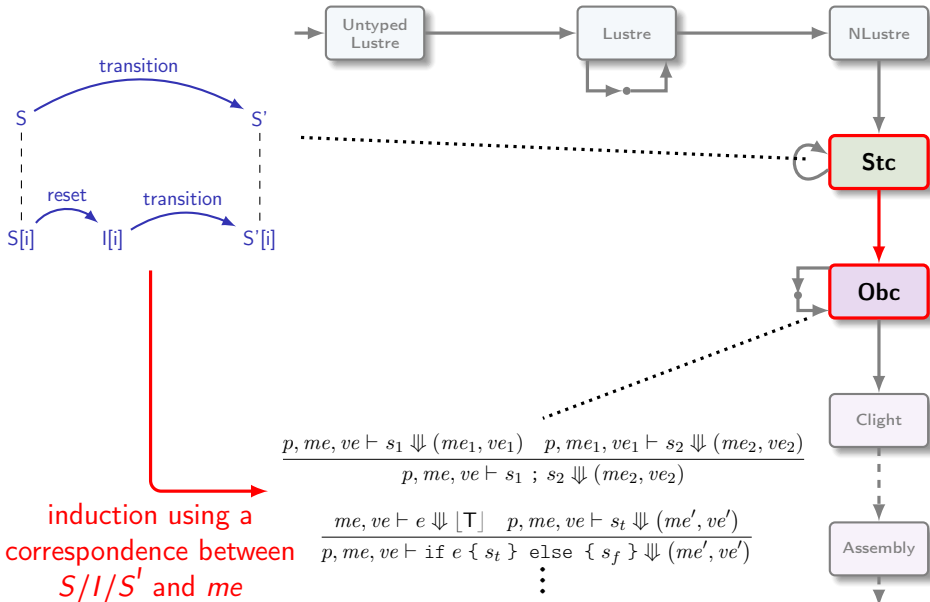 Untyped
Lustre
Lustre
NLustre
transition
S
S'
reset
transition
S[i]
I[i]
S'[i]
Stc
Obc
Clight
Assembly
p, me, ve ⊢ s₁ ⤋ (me₁, ve₁) p, me₁, ve₁ ⊢ s₂ ⤋ (me₂, ve₂)
p, me, ve ⊢ s₁ ; s₂ ⤋ (me₂, ve₂)
me, ve ⊢ e ⤋ ⌊T⌋ p, me, ve ⊢ sₜ ⤋ (me′, ve′)
p, me, ve ⊢ if e { sₜ } else { s_f } ⤋ (me′, ve′)
⋮
induction using a
correspondence between
S/I/S′ and me